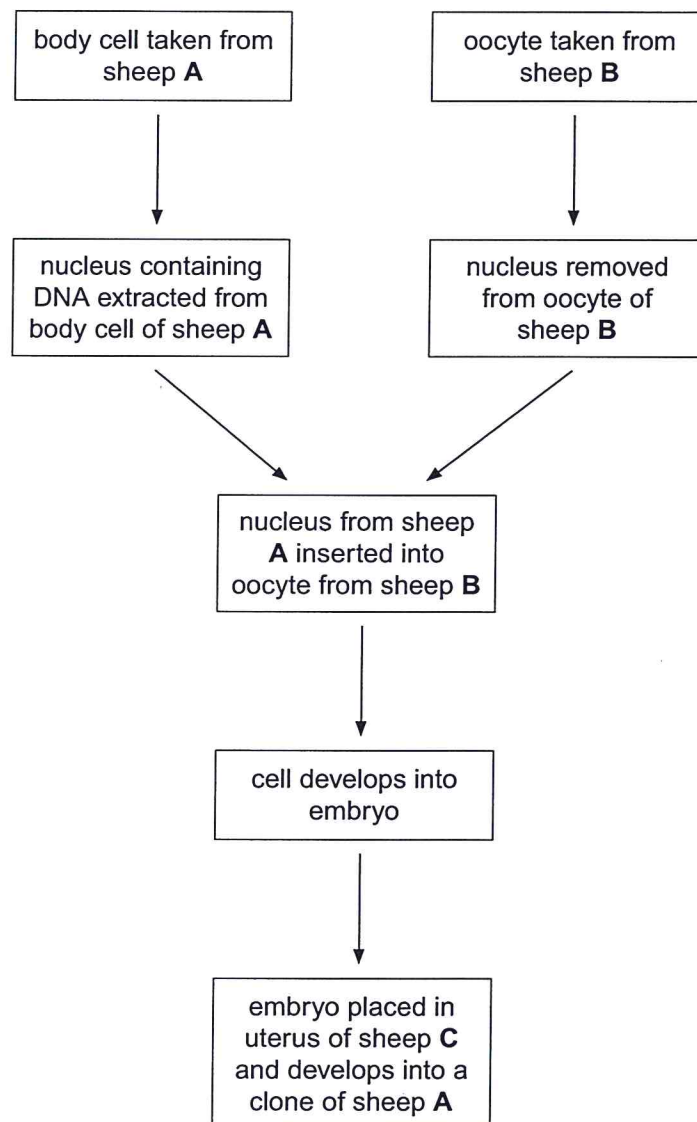 body cell taken from
sheep A
oocyte taken from
sheep B
nucleus containing
DNA extracted from
body cell of sheep A
nucleus removed
from oocyte of
sheep B
nucleus from sheep
A inserted into
oocyte from sheep B
cell develops into
embryo
embryo placed in
uterus of sheep C
and develops into a
clone of sheep A